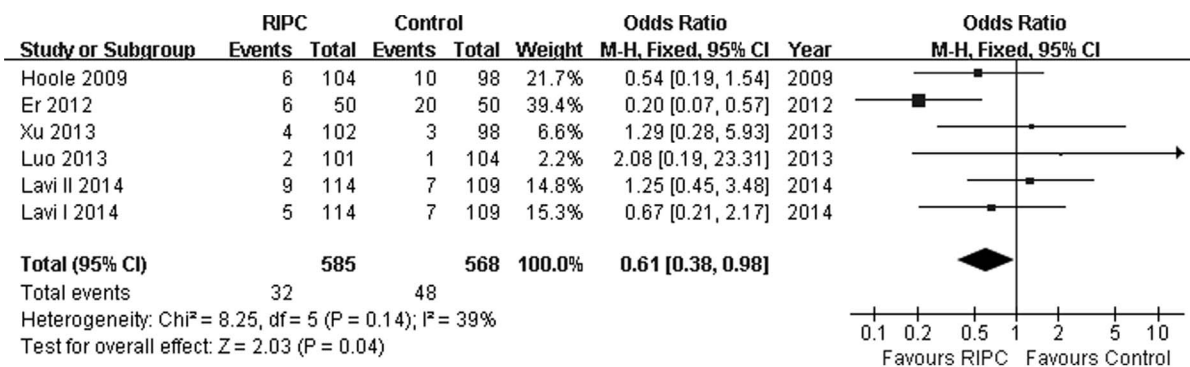 RIPC Control Odds Ratio Odds Ratio
Study or Subgroup Events Total Events Total Weight M-H, Fixed, 95% CI Year M-H, Fixed, 95% CI
Hoole 2009 6 104 10 98 21.7% 0.54 [0.19, 1.54] 2009
Er 2012 6 50 20 50 39.4% 0.20 [0.07, 0.57] 2012
Xu 2013 4 102 3 98 6.6% 1.29 [0.28, 5.93] 2013
Luo 2013 2 101 1 104 2.2% 2.08 [0.19, 23.31] 2013
Lavi II 2014 9 114 7 109 14.8% 1.25 [0.45, 3.48] 2014
Lavi I 2014 5 114 7 109 15.3% 0.67 [0.21, 2.17] 2014
Total (95% CI) 585 568 100.0% 0.61 [0.38, 0.98]
Total events 32 48
Heterogeneity: Chi² = 8.25, df = 5 (P = 0.14); I² = 39%
Test for overall effect: Z = 2.03 (P = 0.04)
0.1 0.2 0.5 1 2 5 10
Favours RIPC Favours Control